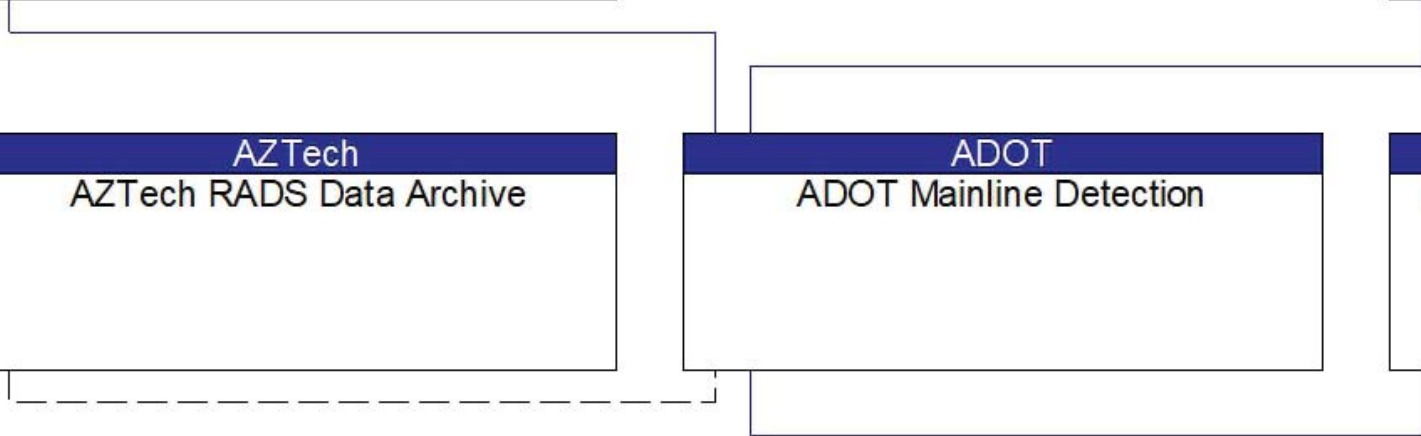 AZTech
AZTech RADS Data Archive
ADOT
ADOT Mainline Detection